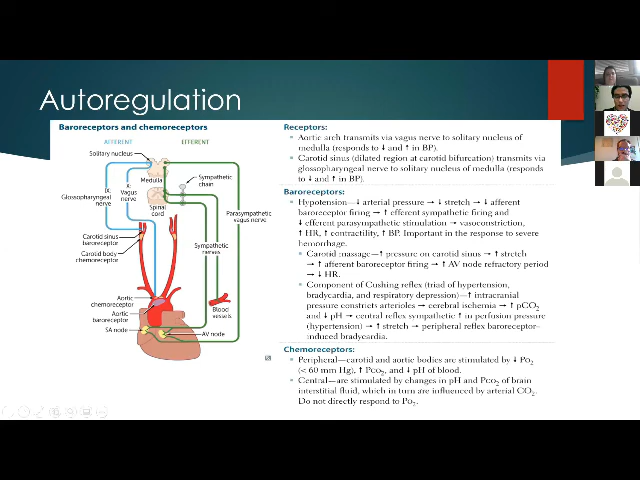 Autoregulation
Baroreceptors and chemoreceptors
AFFERENT
EFFERENT
Solitary nucleus
Medulla
Sympathetic
chain
IX:
Glossopharyngeal
nerve
X:
Vagus
nerve
Spinal
cord
Parasympathetic
vagus nerve
Carotid sinus
baroreceptor
Carotid body
chemoreceptor
Sympathetic
nerves
Aortic
chemoreceptor
Aortic
baroreceptor
SA node
AV node
Blood
vessels
Receptors:
Aortic arch transmits via vagus nerve to solitary nucleus of
medulla (responds to ↓ and ↑ in BP).
Carotid sinus (dilated region at carotid bifurcation) transmits via
glossopharyngeal nerve to solitary nucleus of medulla (responds
to ↓ and ↑ in BP).
Baroreceptors:
Hypotension—↓ arterial pressure → ↓ stretch → ↓ afferent
baroreceptor firing → ↑ efferent sympathetic firing and
↓ efferent parasympathetic stimulation → vasoconstriction,
↑ HR, ↑ contractility, ↑ BP. Important in the response to severe
hemorrhage.
Carotid massage—↑ pressure on carotid sinus → ↑ stretch
→ ↑ afferent baroreceptor firing → ↑ AV node refractory period
→ ↓ HR.
Component of Cushing reflex (triad of hypertension,
bradycardia, and respiratory depression)—↑ intracranial
pressure constricts arterioles → cerebral ischemia → ↑ pCO2
and ↓ pH → central reflex sympathetic ↑ in perfusion pressure
(hypertension) → ↑ stretch → peripheral reflex baroreceptor–
induced bradycardia.
Chemoreceptors:
Peripheral—carotid and aortic bodies are stimulated by ↓ PO2
(< 60 mm Hg), ↑ PCO2, and ↓ pH of blood.
Central—are stimulated by changes in pH and PCO2 of brain
interstitial fluid, which in turn are influenced by arterial CO2.
Do not directly respond to PO2.